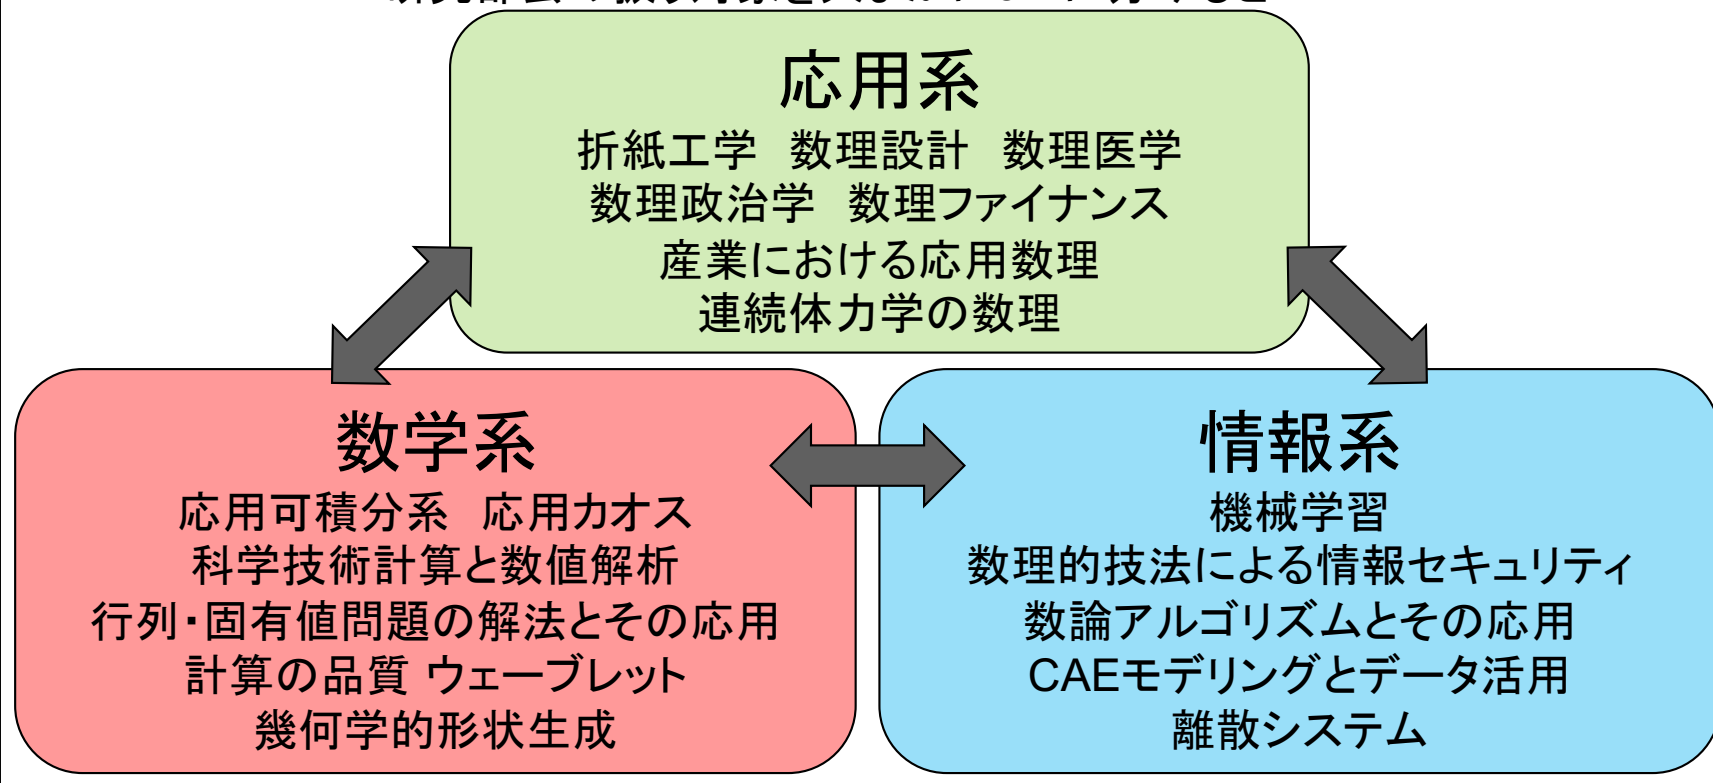 応用系
折紙工学 数理設計 数理医学
数理政治学 数理ファイナンス
産業における応用数理
連続体力学の数理
数学系
応用可積分系 応用カオス
科学技術計算と数値解析
行列・固有値問題の解法とその応用
計算の品質 ウェーブレット
幾何学的形状生成
情報系
機械学習
数理的技法による情報セキュリティ
数論アルゴリズムとその応用
CAEモデリングとデータ活用
離散システム